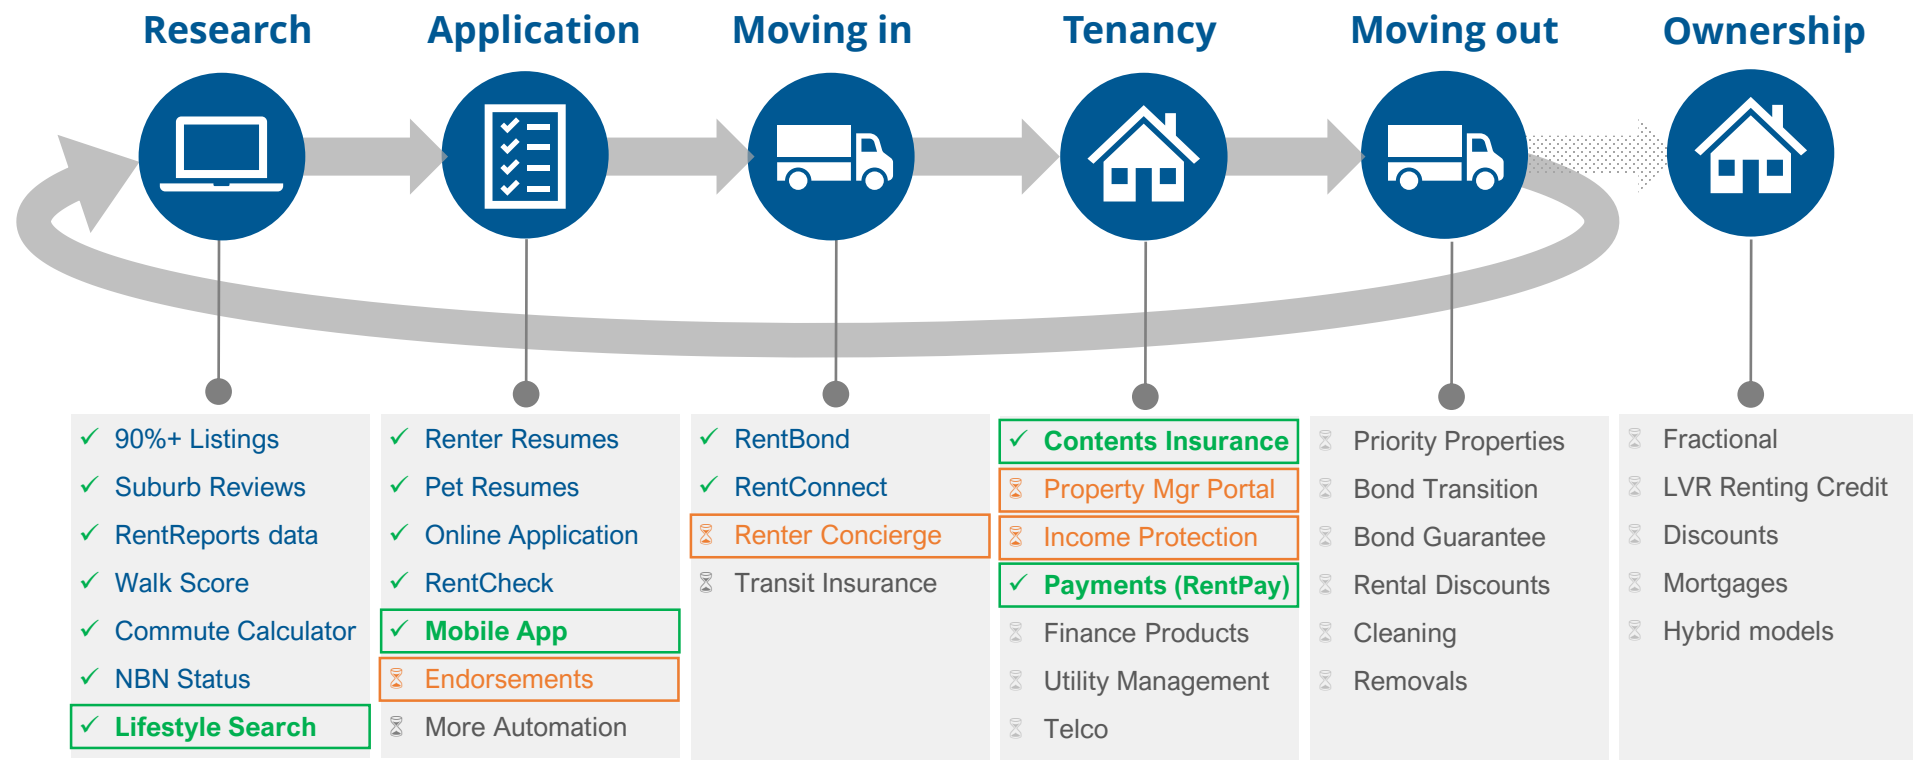 Research
Application
Moving in
Tenancy
Moving out
Ownership
90%+ Listings
Suburb Reviews
RentReports data
Walk Score
Commute Calculator
NBN Status
Lifestyle Search
Renter Resumes
Pet Resumes
Online Application
RentCheck
Mobile App
Endorsements
More Automation
RentBond
RentConnect
Renter Concierge
Transit Insurance
Contents Insurance
Property Mgr Portal
Income Protection
Payments (RentPay)
Finance Products
Utility Management
Telco
Priority Properties
Bond Transition
Bond Guarantee
Rental Discounts
Cleaning
Removals
Fractional
LVR Renting Credit
Discounts
Mortgages
Hybrid models